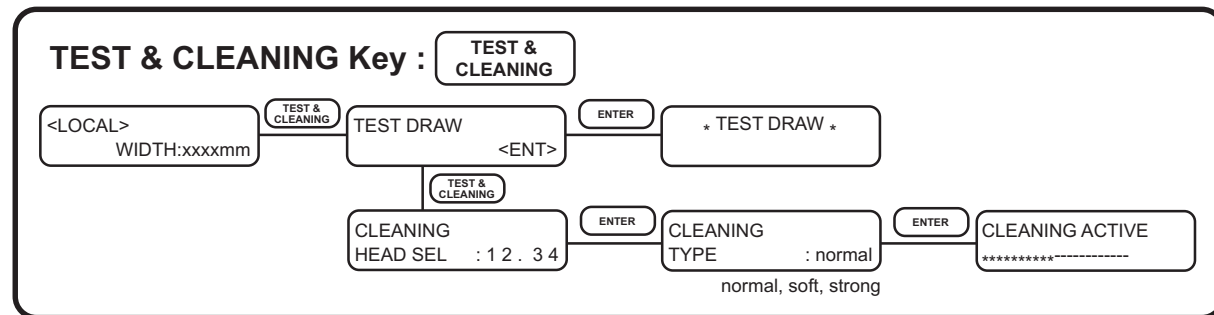 TEST & CLEANING Key :
TEST &
CLEANING
<LOCAL>
WIDTH:xxxxmm
TEST &
CLEANING
TEST DRAW
<ENT>
ENTER
* TEST DRAW *
TEST &
CLEANING
CLEANING
HEAD SEL : 1 2 . 3 4
ENTER
CLEANING
TYPE : normal
normal, soft, strong
ENTER
CLEANING ACTIVE
**********------------